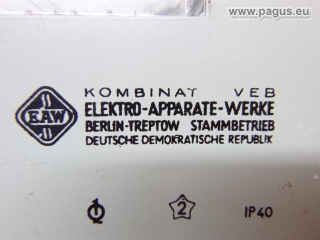 www.pagus.eu
KOMBINAT VEB
EAW
ELEKTRO-APPARATE-WERKE
BERLIN-TREPTOW STAMMBETRIEB
DEUTSCHE DEMOKRATISCHE REPUBLIK
2 IP40